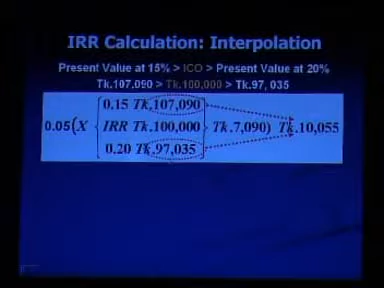 IRR Calculation: Interpolation
Present Value at 15% > ICO > Present Value at 20%
Tk.107.090 > Tk.100,000 > Tk.97, 035
0.15 Tk.107,090
0.05(X { IRR Tk.100,000 } Tk.7,090) Tk.10,055
0.20 Tk.97,035